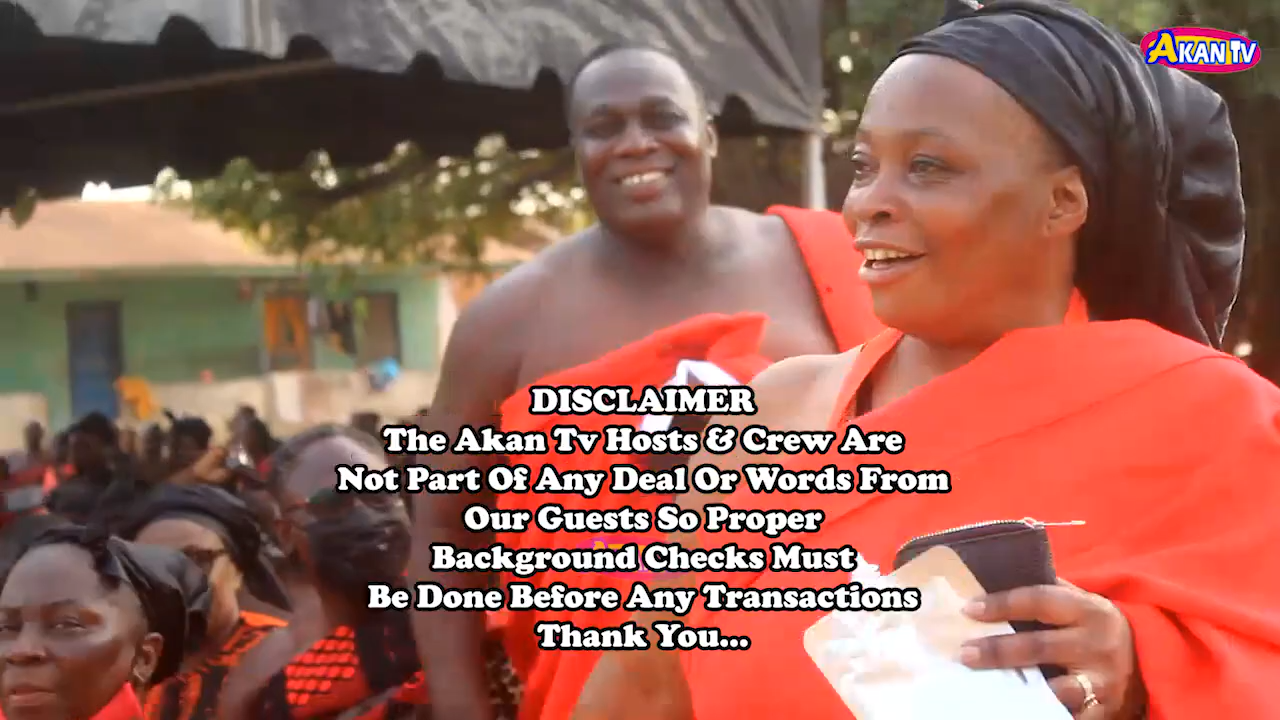 AKAN TV
DISCLAIMER
The Akan Tv Hosts & Crew Are
Not Part Of Any Deal Or Words From
Our Guests So Proper
Background Checks Must
Be Done Before Any Transactions
Thank You...